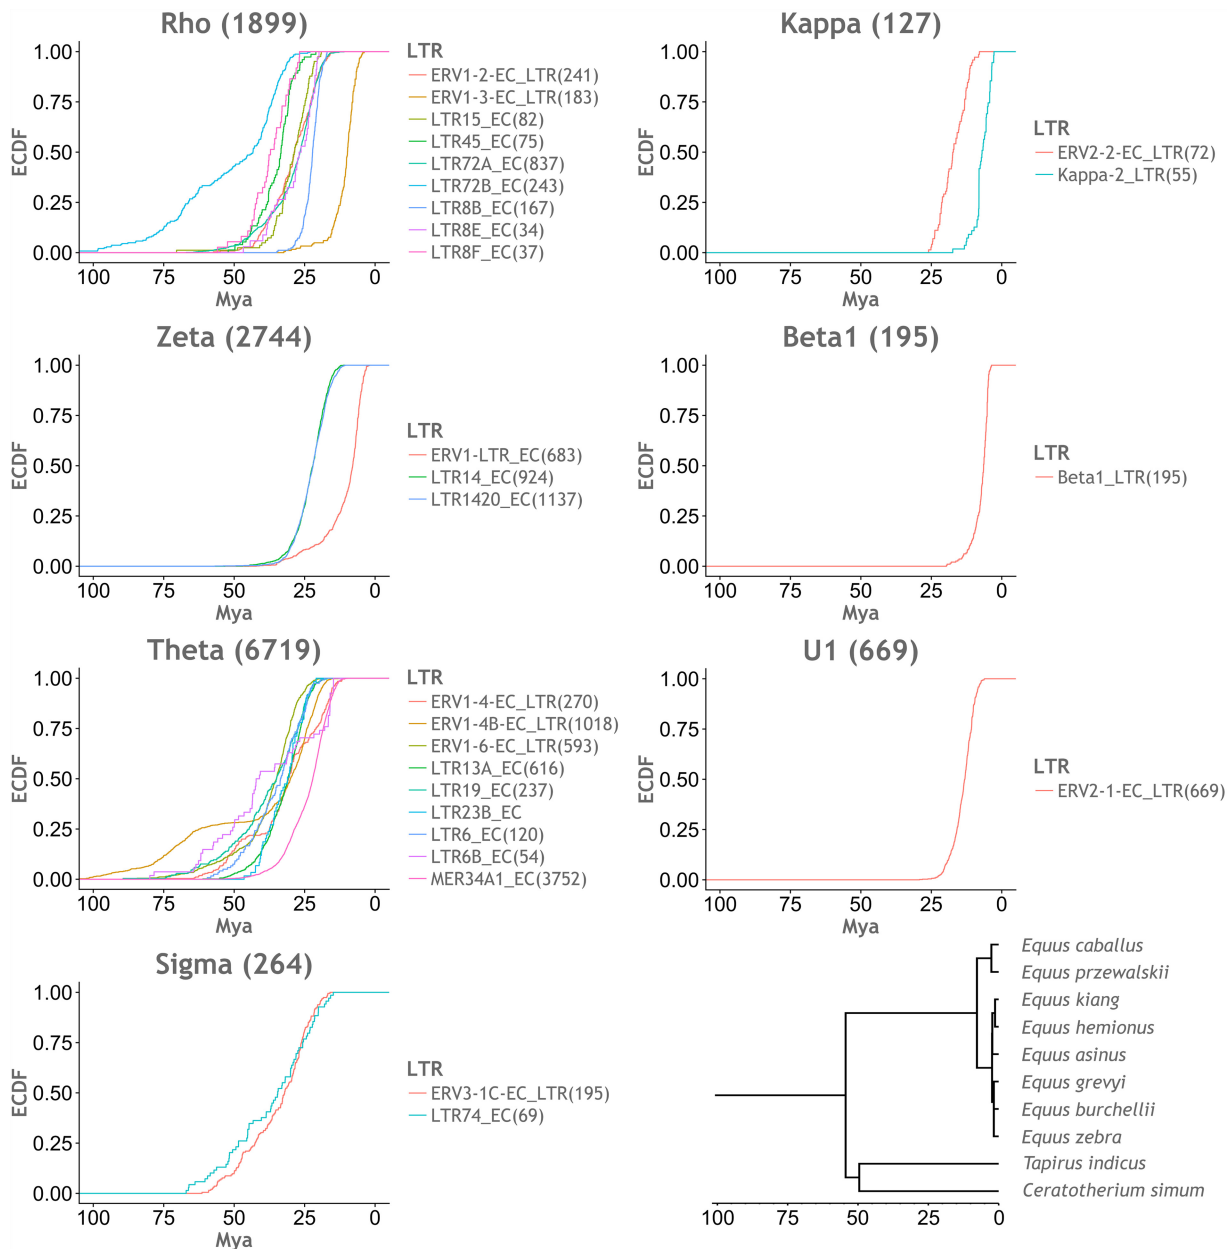 Rho (1899)
ECDF
1.00
0.75
0.50
0.25
0.00
100 75 50 25 0
Mya
LTR
ERV1-2-EC_LTR(241)
ERV1-3-EC_LTR(183)
LTR15_EC(82)
LTR45_EC(75)
LTR72A_EC(837)
LTR72B_EC(243)
LTR8B_EC(167)
LTR8E_EC(34)
LTR8F_EC(37)
Kappa (127)
ECDF
1.00
0.75
0.50
0.25
0.00
100 75 50 25 0
Mya
LTR
ERV2-2-EC_LTR(72)
Kappa-2_LTR(55)
Zeta (2744)
ECDF
1.00
0.75
0.50
0.25
0.00
100 75 50 25 0
Mya
LTR
ERV1-LTR_EC(683)
LTR14_EC(924)
LTR1420_EC(1137)
Beta1 (195)
ECDF
1.00
0.75
0.50
0.25
0.00
100 75 50 25 0
Mya
LTR
Beta1_LTR(195)
Theta (6719)
ECDF
1.00
0.75
0.50
0.25
0.00
100 75 50 25 0
Mya
LTR
ERV1-4-EC_LTR(270)
ERV1-4B-EC_LTR(1018)
ERV1-6-EC_LTR(593)
LTR13A_EC(616)
LTR19_EC(237)
LTR23B_EC
LTR6_EC(120)
LTR6B_EC(54)
MER34A1_EC(3752)
U1 (669)
ECDF
1.00
0.75
0.50
0.25
0.00
100 75 50 25 0
Mya
LTR
ERV2-1-EC_LTR(669)
Sigma (264)
ECDF
1.00
0.75
0.50
0.25
0.00
100 75 50 25 0
Mya
LTR
ERV3-1C-EC_LTR(195)
LTR74_EC(69)
Equus caballus
Equus przewalskii
Equus kiang
Equus hemionus
Equus asinus
Equus grevyi
Equus burchellii
Equus zebra
Tapirus indicus
Ceratotherium simum
100 50 0